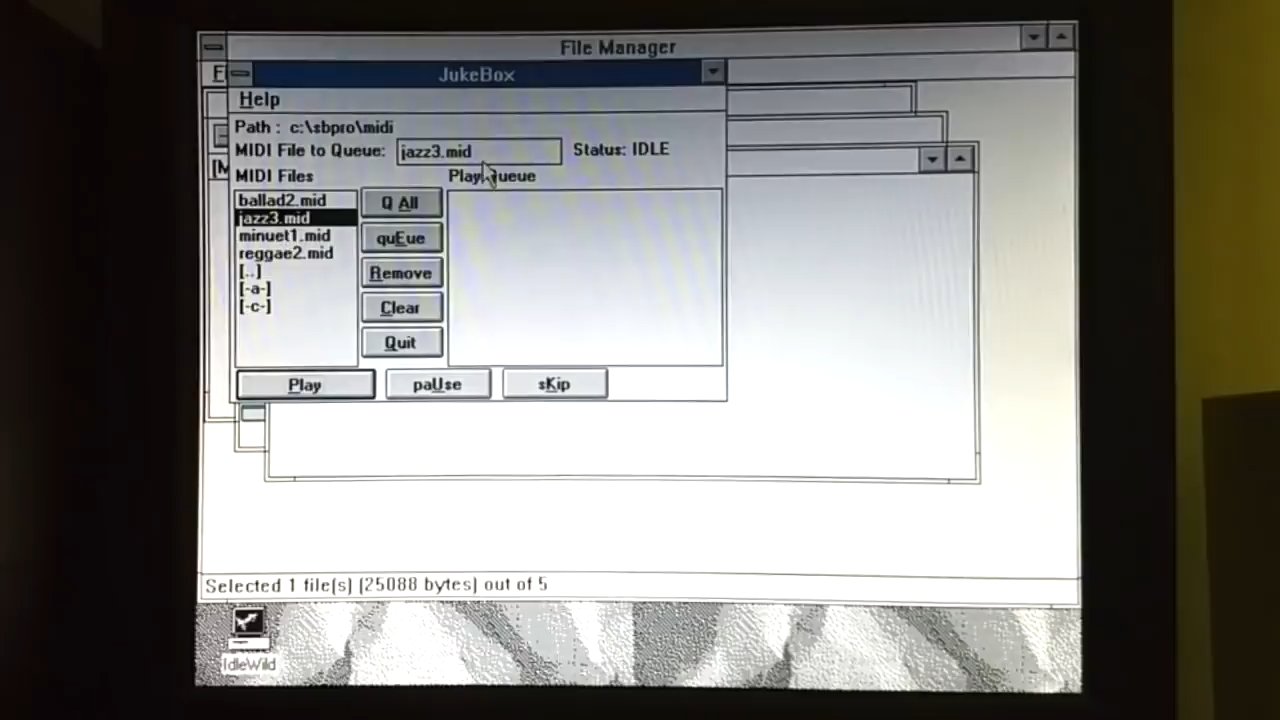 File Manager
JukeBox
Help
Path : c:\sbpro\midi
MIDI File to Queue: jazz3.mid Status: IDLE
MIDI Files
ballad2.mid
jazz3.mid
minuet1.mid
reggae2.mid
[..]
[-a-]
[-c-]
Q All
quEue
Remove
Clear
Quit
Play paUse sKip
Selected 1 file(s) (25088 bytes) out of 5
IdleWild